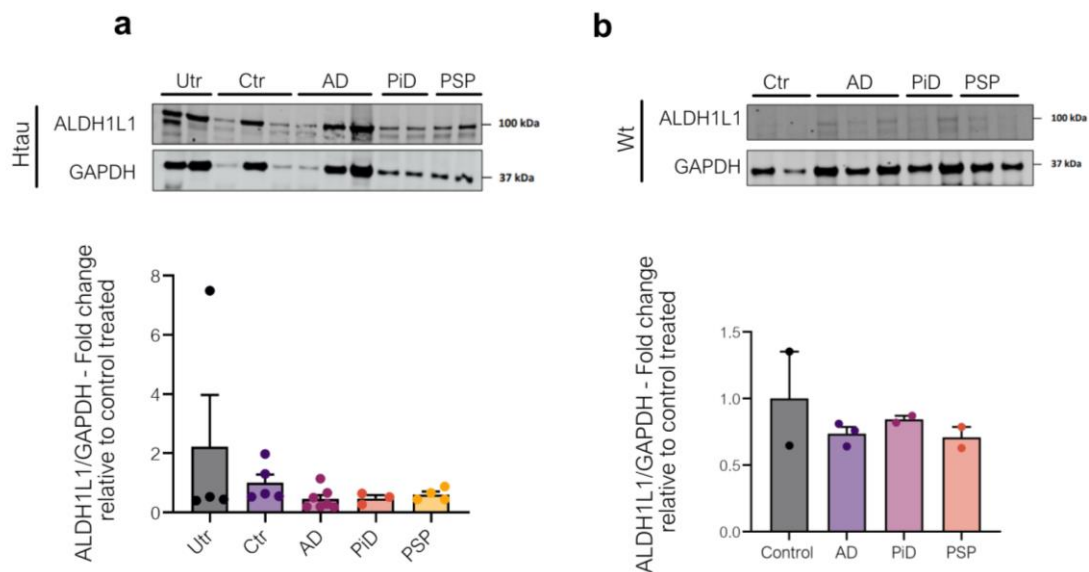 a
Utr Ctr AD PiD PSP
Htau
ALDH1L1
100 kDa
GAPDH
37 kDa
ALDH1L1/GAPDH - Fold change
relative to control treated
8
6
4
2
0
Utr Ctr AD PiD PSP
b
Ctr AD PiD PSP
Wt
ALDH1L1
100 kDa
GAPDH
37 kDa
ALDH1L1/GAPDH - Fold change
relative to control treated
1.5
1.0
0.5
0.0
Control AD PiD PSP